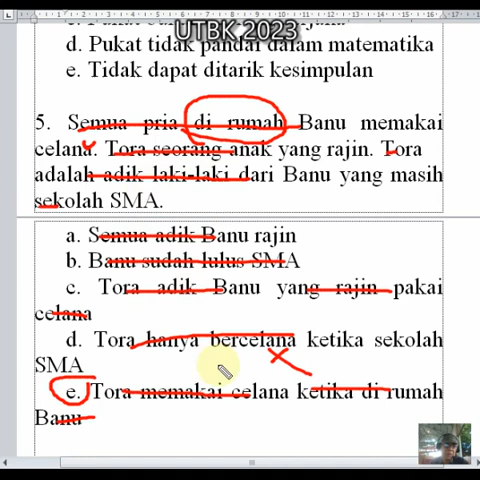 UTBK 2023
d. Pukat tidak pandai dalam matematika
e. Tidak dapat ditarik kesimpulan
5. Semua pria di rumah Banu memakai
celana. Tora seorang anak yang rajin. Tora
adalah adik laki-laki dari Banu yang masih
sekolah SMA.
a. Semua adik Banu rajin
b. Banu sudah lulus SMA
c. Tora adik Banu yang rajin pakai
celana
d. Tora hanya bercelana ketika sekolah
SMA
e. Tora memakai celana ketika di rumah
Banu